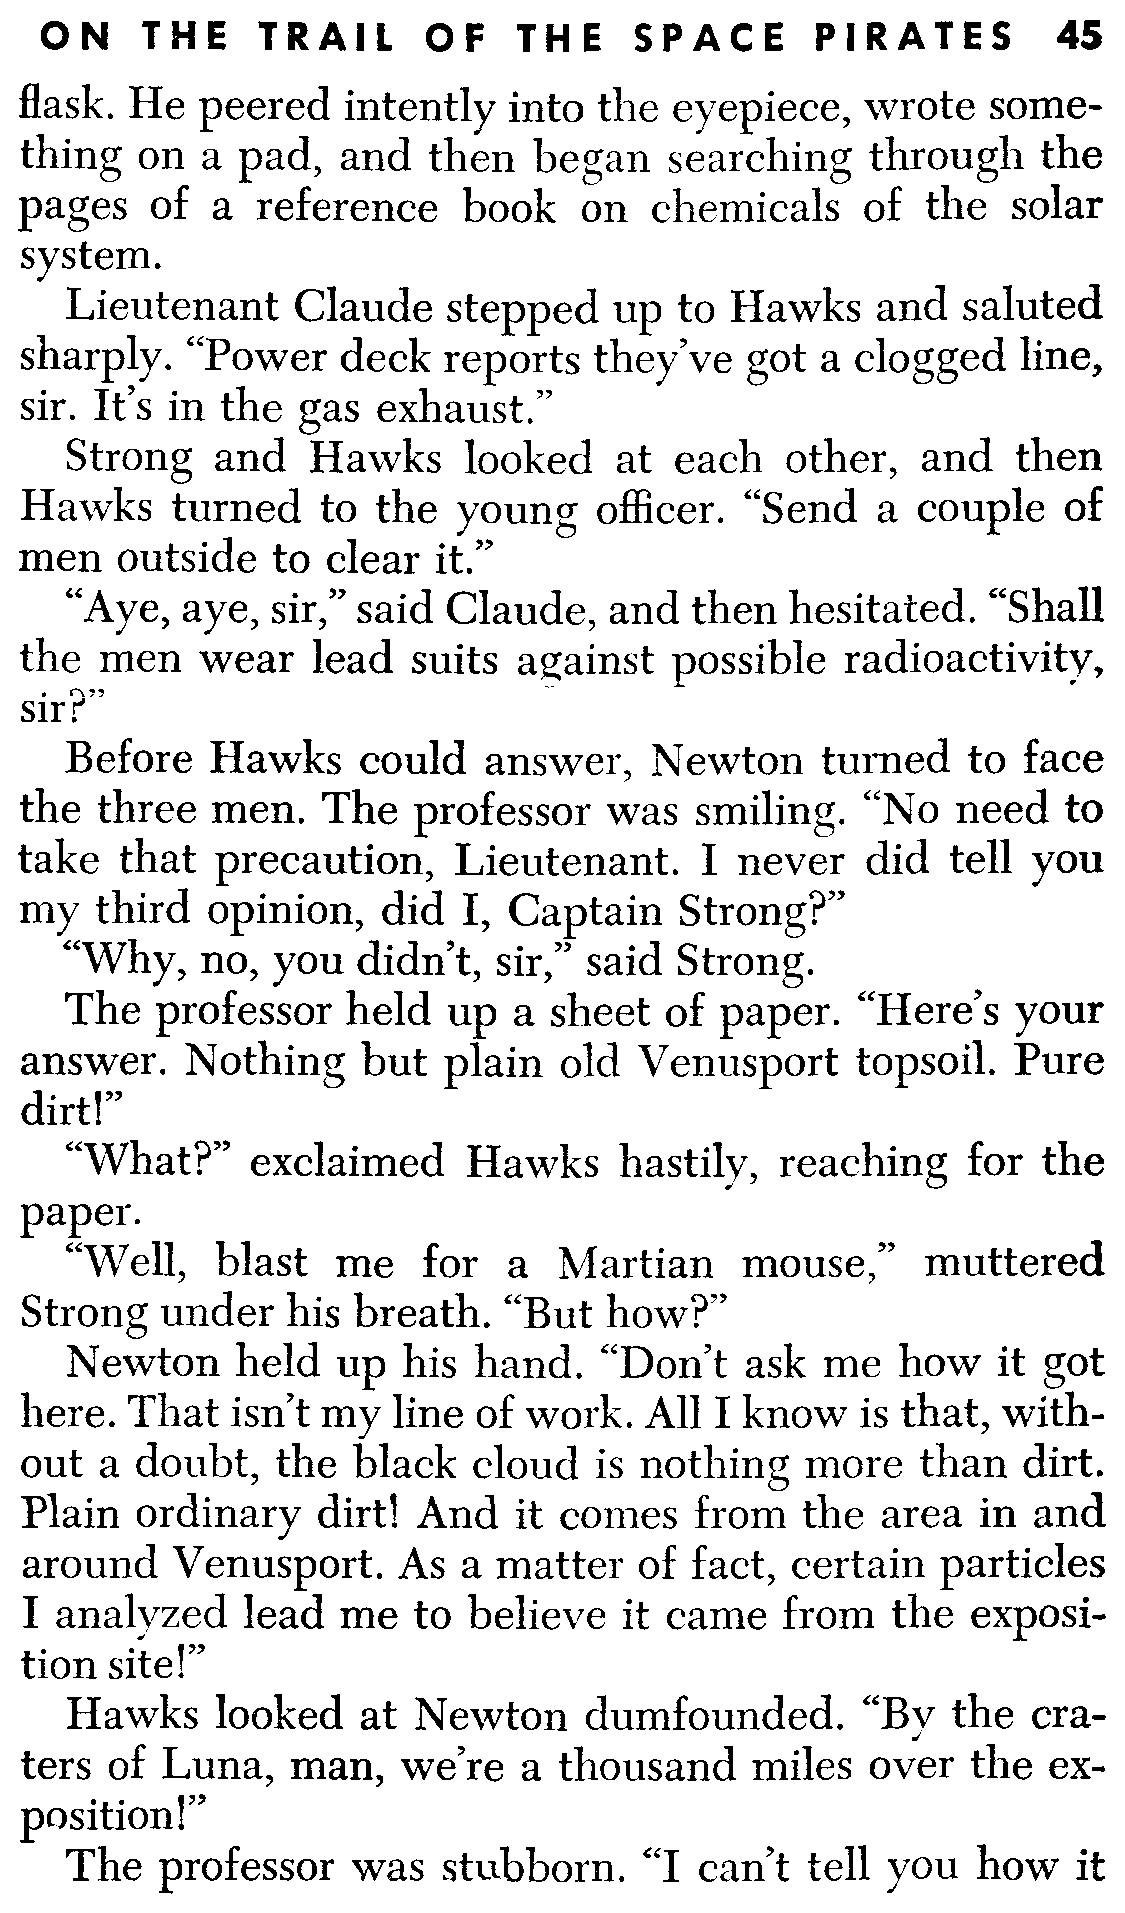 ON THE TRAIL OF THE SPACE PIRATES 45
flask. He peered intently into the eyepiece, wrote some-
thing on a pad, and then began searching through the
pages of a reference book on chemicals of the solar
system.
Lieutenant Claude stepped up to Hawks and saluted
sharply. “Power deck reports they’ve got a clogged line,
sir. It’s in the gas exhaust.”
Strong and Hawks looked at each other, and then
Hawks turned to the young officer. “Send a couple of
men outside to clear it.”
“Aye, aye, sir,” said Claude, and then hesitated. “Shall
the men wear lead suits against possible radioactivity,
sir?”
Before Hawks could answer, Newton turned to face
the three men. The professor was smiling. “No need to
take that precaution, Lieutenant. I never did tell you
my third opinion, did I, Captain Strong?”
“Why, no, you didn’t, sir,” said Strong.
The professor held up a sheet of paper. “Here’s your
answer. Nothing but plain old Venusport topsoil. Pure
dirt!”
“What?” exclaimed Hawks hastily, reaching for the
paper.
“Well, blast me for a Martian mouse,” muttered
Strong under his breath. “But how?”
Newton held up his hand. “Don’t ask me how it got
here. That isn’t my line of work. All I know is that, with-
out a doubt, the black cloud is nothing more than dirt.
Plain ordinary dirt! And it comes from the area in and
around Venusport. As a matter of fact, certain particles
I analyzed lead me to believe it came from the exposi-
tion site!”
Hawks looked at Newton dumfounded. “By the cra-
ters of Luna, man, we’re a thousand miles over the ex-
position!”
The professor was stubborn. “I can’t tell you how it